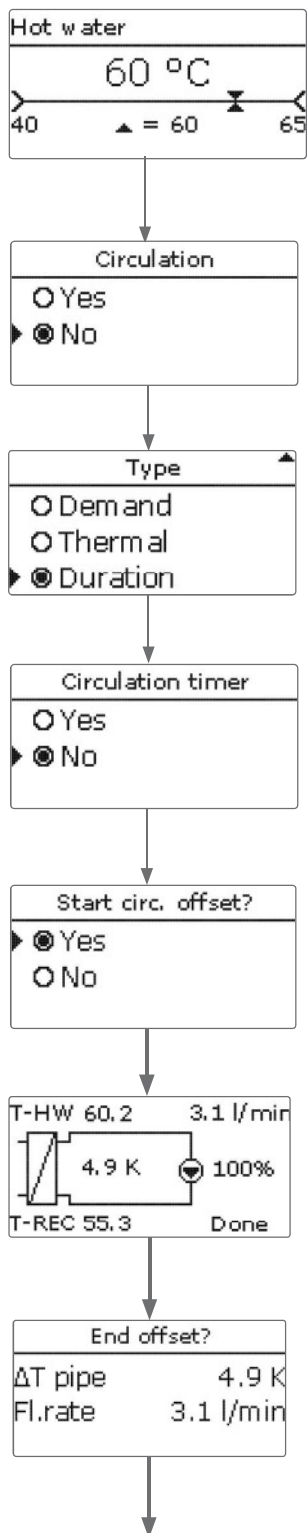 Hot water
60 ºC
40 ▲ = 60 65
Circulation
Yes
No
Type
Demand
Thermal
Duration
Circulation timer
Yes
No
Start circ. offset?
Yes
No
T-HW 60.2 3.1 l/min
4.9 K 100%
T-REC 55.3 Done
End offset?
ΔT pipe 4.9 K
Fl.rate 3.1 l/min